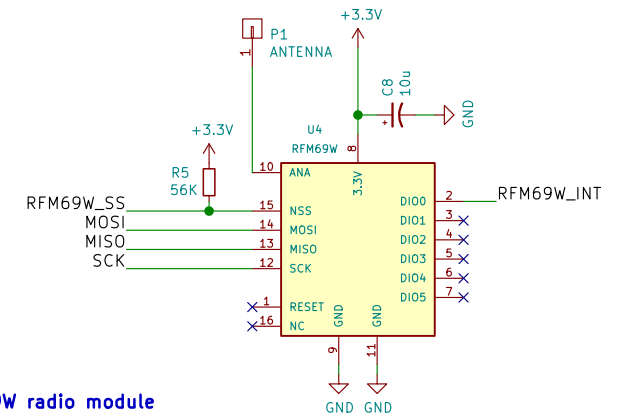 +3.3V
P1
ANTENNA
1
C8
10u
GND
+3.3V
U4
RFM69W
8
3.3V
R5
56K
10
ANA
RFM69W_SS
15
NSS
MOSI
14
MOSI
MISO
13
MISO
SCK
12
SCK
1
RESET
16
NC
DIO0
2
RFM69W_INT
DIO1
3
DIO2
4
DIO3
5
DIO4
6
DIO5
7
GND
GND
9
11
GND
GND
W radio module